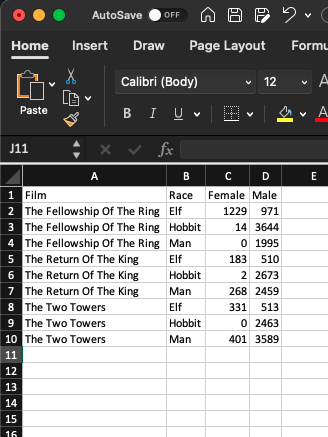 AutoSave OFF
Home Insert Draw Page Layout Formu
Paste Calibri (Body) 12 A
B I U A
J11 fx
A B C D E
1 Film Race Female Male
2 The Fellowship Of The Ring Elf 1229 971
3 The Fellowship Of The Ring Hobbit 14 3644
4 The Fellowship Of The Ring Man 0 1995
5 The Return Of The King Elf 183 510
6 The Return Of The King Hobbit 2 2673
7 The Return Of The King Man 268 2459
8 The Two Towers Elf 331 513
9 The Two Towers Hobbit 0 2463
10 The Two Towers Man 401 3589
11
12
13
14
15
16